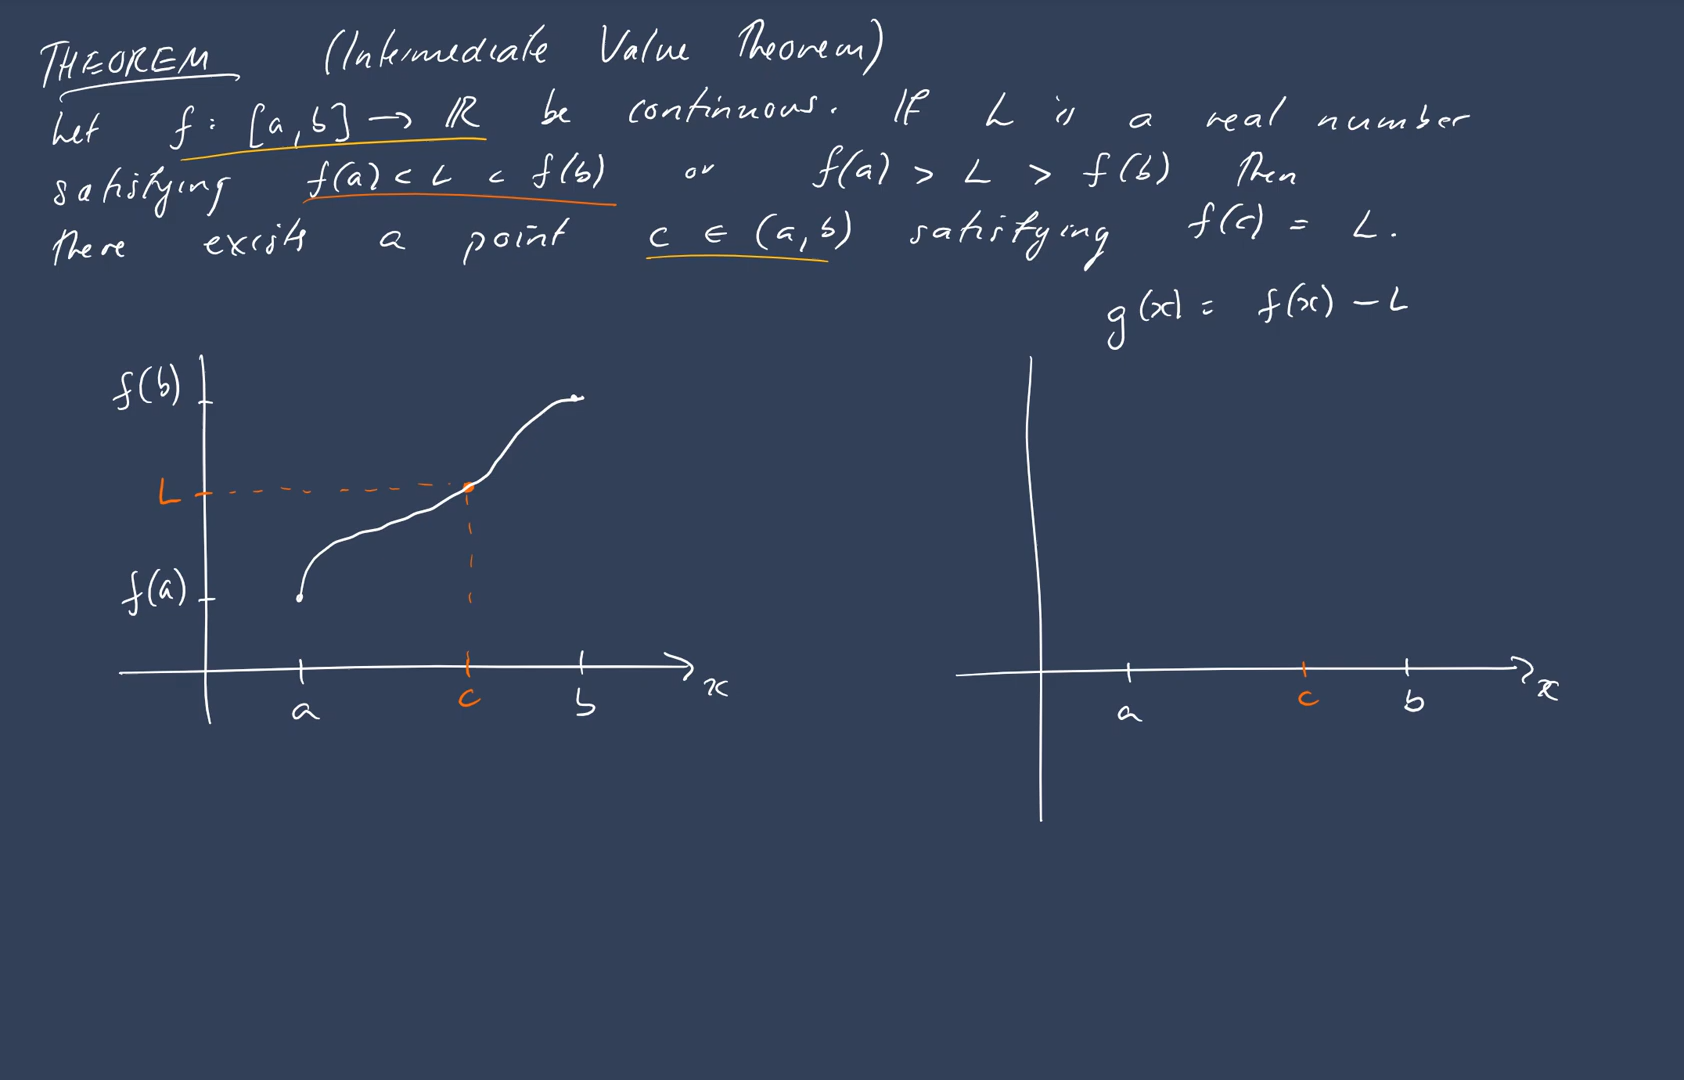 THEOREM (Intermediate Value Theorem)
Let f: [a,b] → ℝ be continuous. If L is a real number
satisfying f(a) < L < f(b) or f(a) > L > f(b) then
there exists a point c ∈ (a,b) satisfying f(c) = L.
g(x) = f(x) - L
f(b)
L
f(a)
a c b x
a c b x